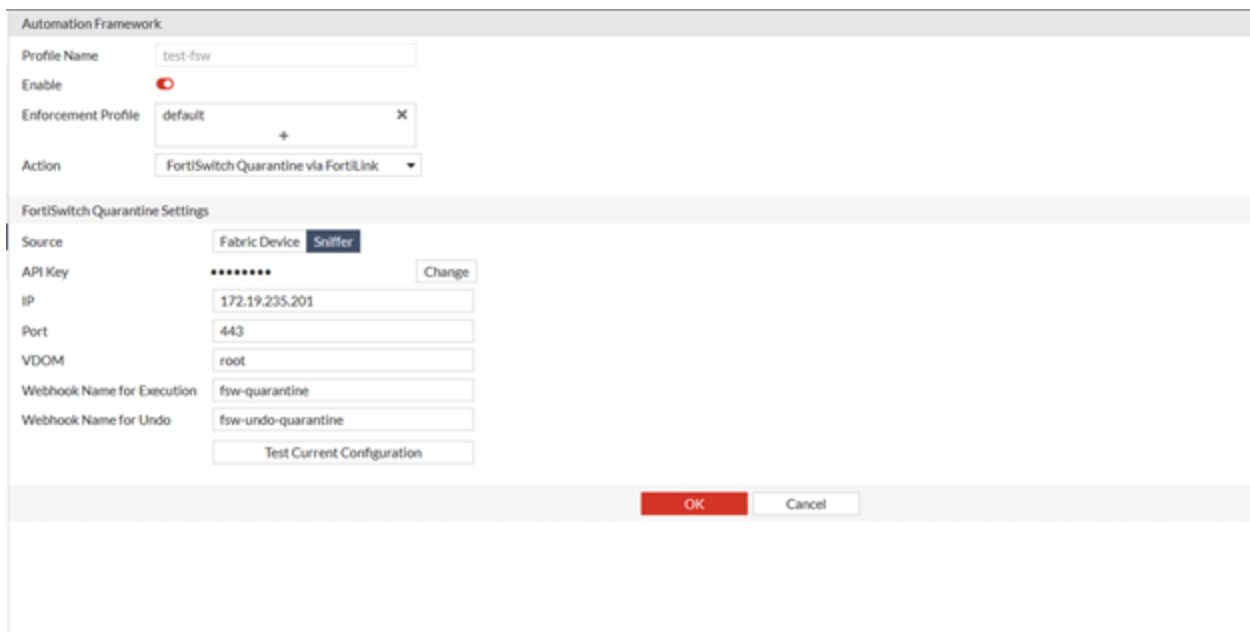 Automation Framework
Profile Name test-fsw
Enable
Enforcement Profile default ✕
+
Action FortiSwitch Quarantine via FortiLink
FortiSwitch Quarantine Settings
Source Fabric Device Sniffer
API Key •••••••• Change
IP 172.19.235.201
Port 443
VDOM root
Webhook Name for Execution fsw-quarantine
Webhook Name for Undo fsw-undo-quarantine
Test Current Configuration
OK Cancel